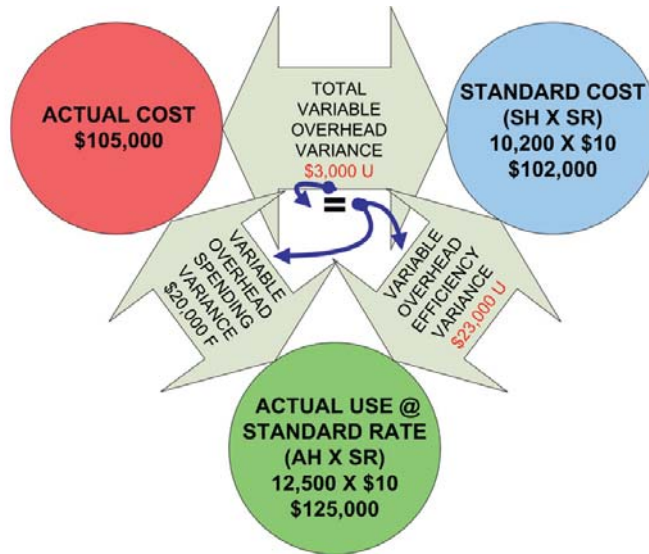 ACTUAL COST
$105,000
TOTAL
VARIABLE
OVERHEAD
VARIANCE
$3,000 U
=
STANDARD COST
(SH X SR)
10,200 X $10
$102,000
VARIABLE
OVERHEAD
SPENDING
VARIANCE
$20,000 F
VARIABLE
OVERHEAD
EFFICIENCY
VARIANCE
$23,000 U
ACTUAL USE @
STANDARD RATE
(AH X SR)
12,500 X $10
$125,000